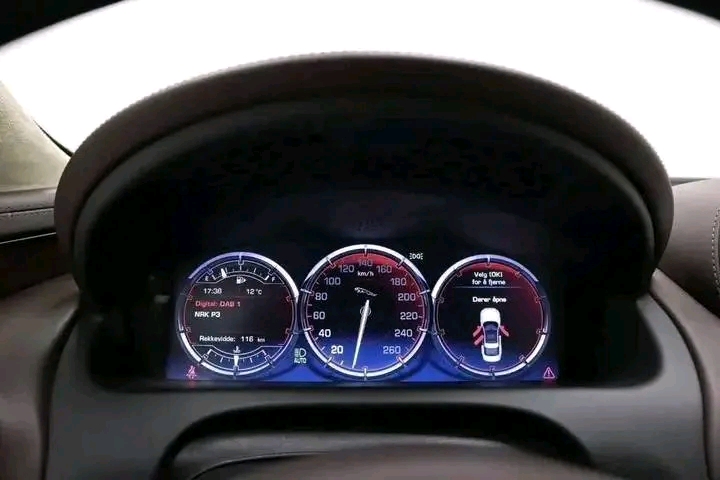 E F
17:30 12 °C
Digital: DAB 1
NRK P3
Rekkevidde: 116 km
AUTO
km/h
20
40
60
80
100
120
140
160
180
200
220
240
260
Velg [OK]
for å fjerne
Dører åpne